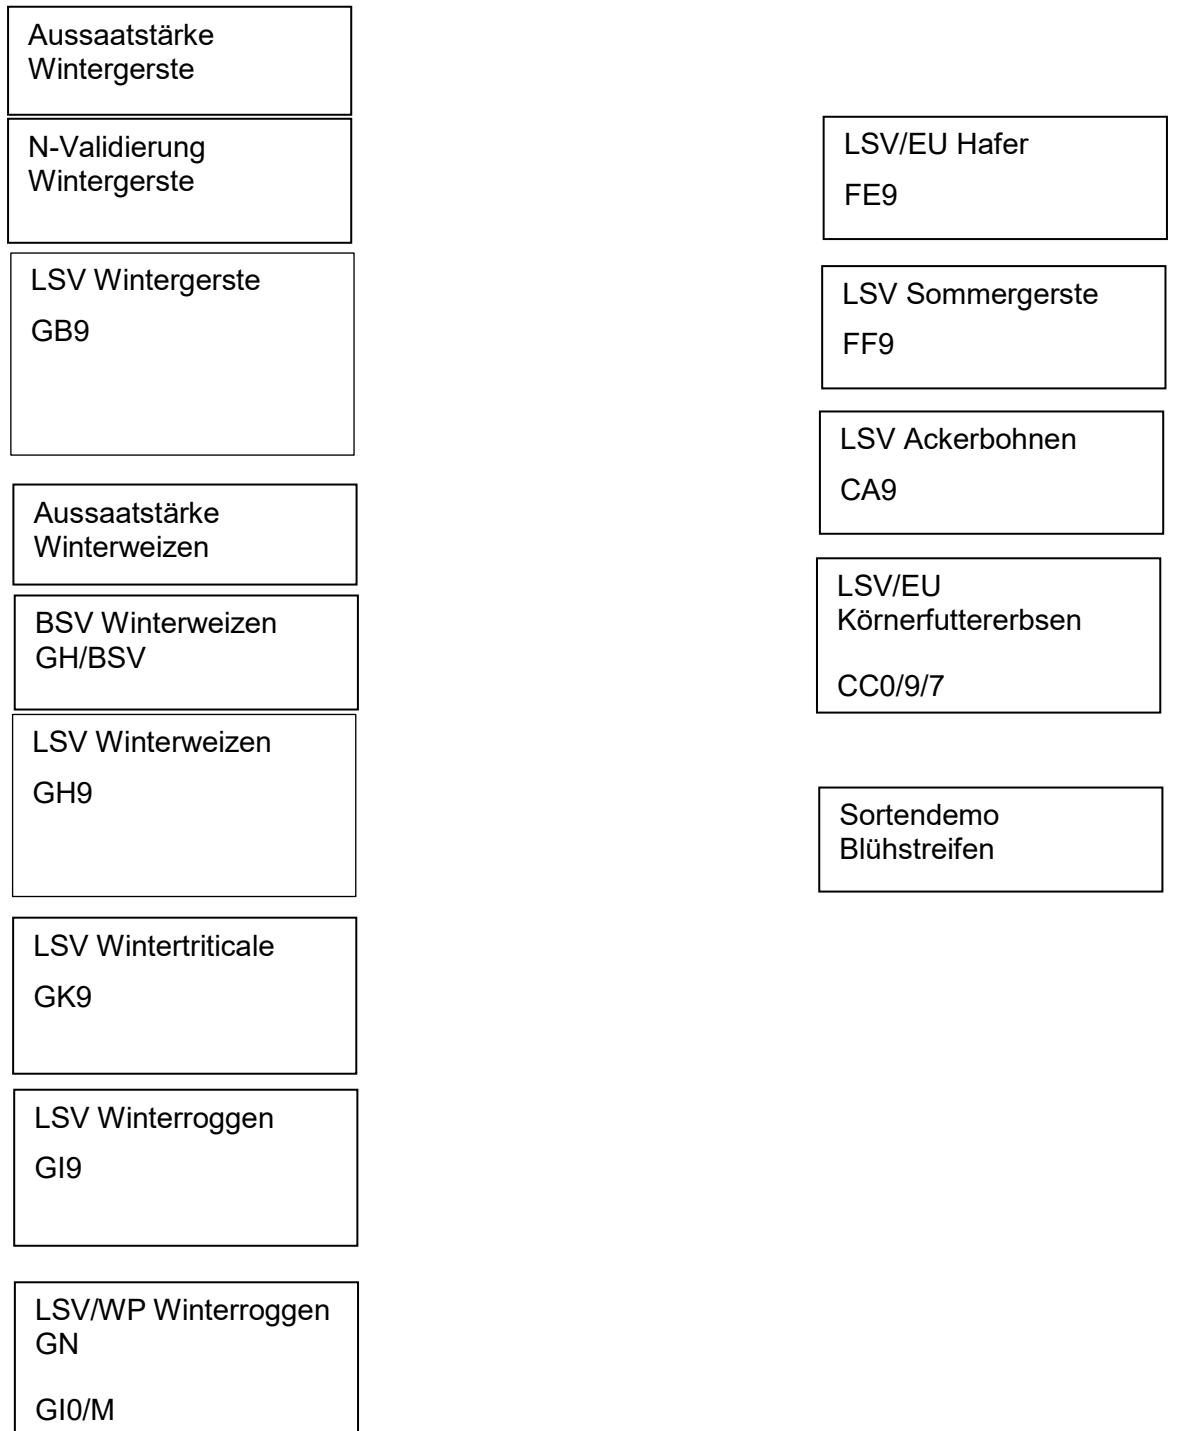 Aussaatstärke
Wintergerste
N-Validierung
Wintergerste
LSV Wintergerste
GB9
Aussaatstärke
Winterweizen
BSV Winterweizen
GH/BSV
LSV Winterweizen
GH9
LSV Wintertriticale
GK9
LSV Winterroggen
GI9
LSV/WP Winterroggen
GN
GI0/M
LSV/EU Hafer
FE9
LSV Sommergerste
FF9
LSV Ackerbohnen
CA9
LSV/EU
Körnerfuttererbsen
CC0/9/7
Sortendemo
Blühstreifen